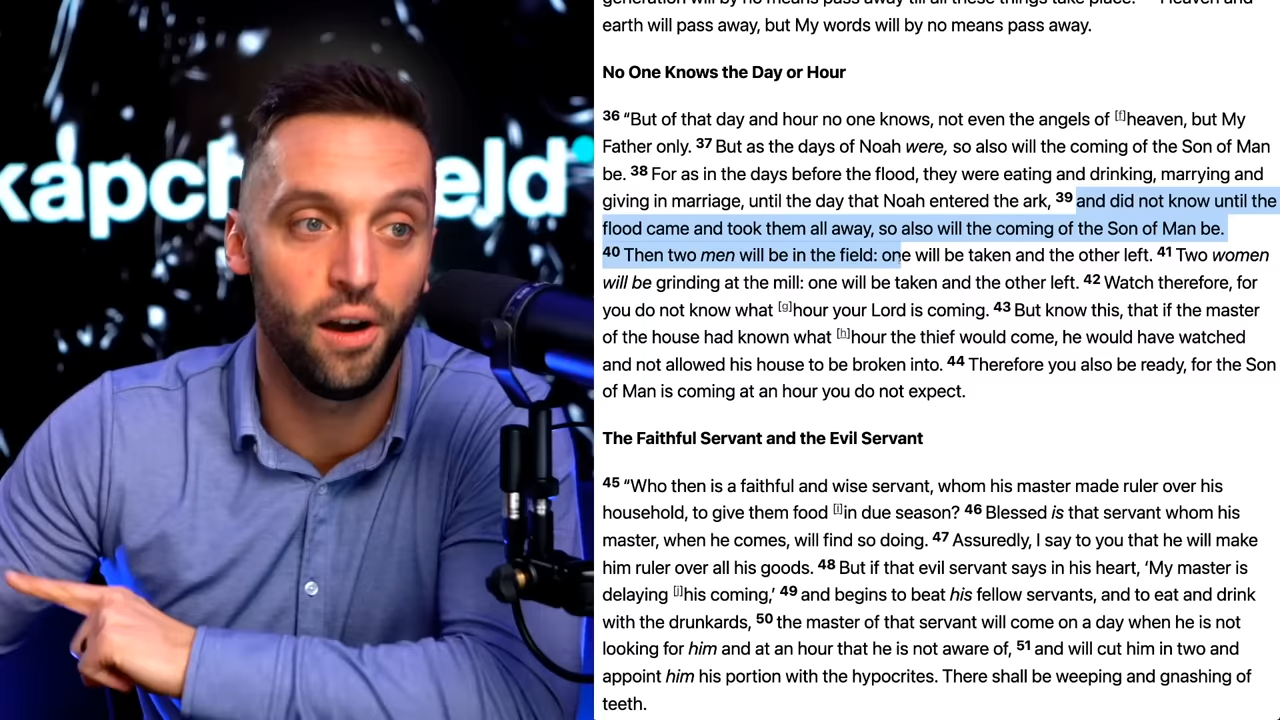 kapch eld
generation will by no means pass away till all these things take place. Heaven and
earth will pass away, but My words will by no means pass away.
No One Knows the Day or Hour
36 “But of that day and hour no one knows, not even the angels of [f]heaven, but My
Father only. 37 But as the days of Noah were, so also will the coming of the Son of Man
be. 38 For as in the days before the flood, they were eating and drinking, marrying and
giving in marriage, until the day that Noah entered the ark, 39 and did not know until the
flood came and took them all away, so also will the coming of the Son of Man be.
40 Then two men will be in the field: one will be taken and the other left. 41 Two women
will be grinding at the mill: one will be taken and the other left. 42 Watch therefore, for
you do not know what [g]hour your Lord is coming. 43 But know this, that if the master
of the house had known what [h]hour the thief would come, he would have watched
and not allowed his house to be broken into. 44 Therefore you also be ready, for the Son
of Man is coming at an hour you do not expect.
The Faithful Servant and the Evil Servant
45 “Who then is a faithful and wise servant, whom his master made ruler over his
household, to give them food [i]in due season? 46 Blessed is that servant whom his
master, when he comes, will find so doing. 47 Assuredly, I say to you that he will make
him ruler over all his goods. 48 But if that evil servant says in his heart, ‘My master is
delaying [j]his coming,’ 49 and begins to beat his fellow servants, and to eat and drink
with the drunkards, 50 the master of that servant will come on a day when he is not
looking for him and at an hour that he is not aware of, 51 and will cut him in two and
appoint him his portion with the hypocrites. There shall be weeping and gnashing of
teeth.